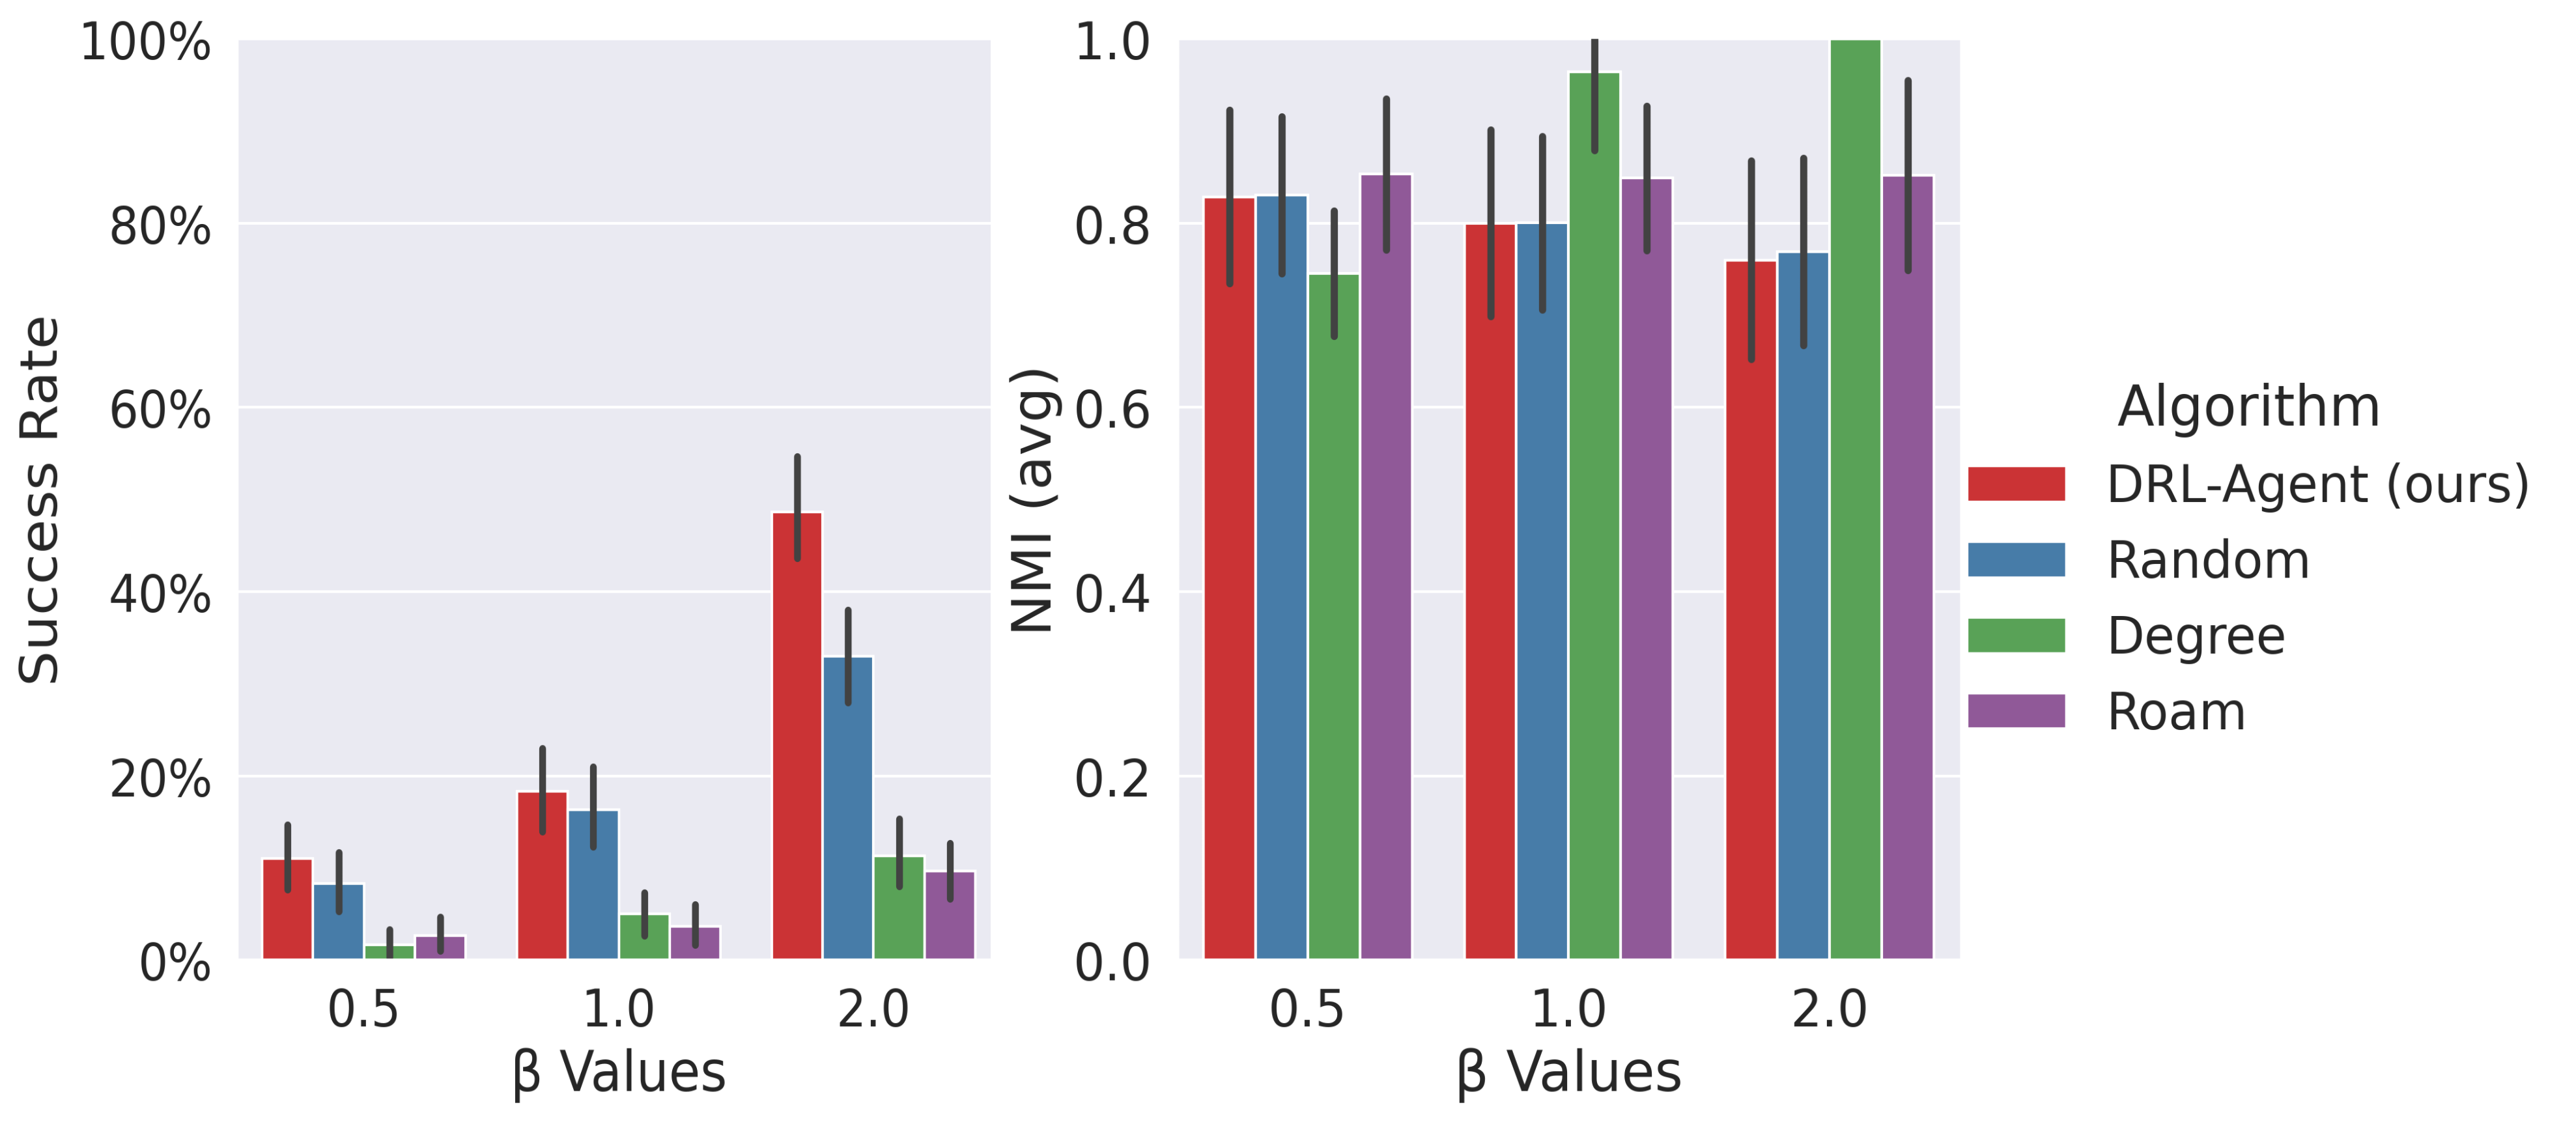 100%
80%
60%
40%
20%
0%
Success Rate
0.5 1.0 2.0
β Values
1.0
0.8
0.6
0.4
0.2
0.0
NMI (avg)
0.5 1.0 2.0
β Values
Algorithm
DRL-Agent (ours)
Random
Degree
Roam